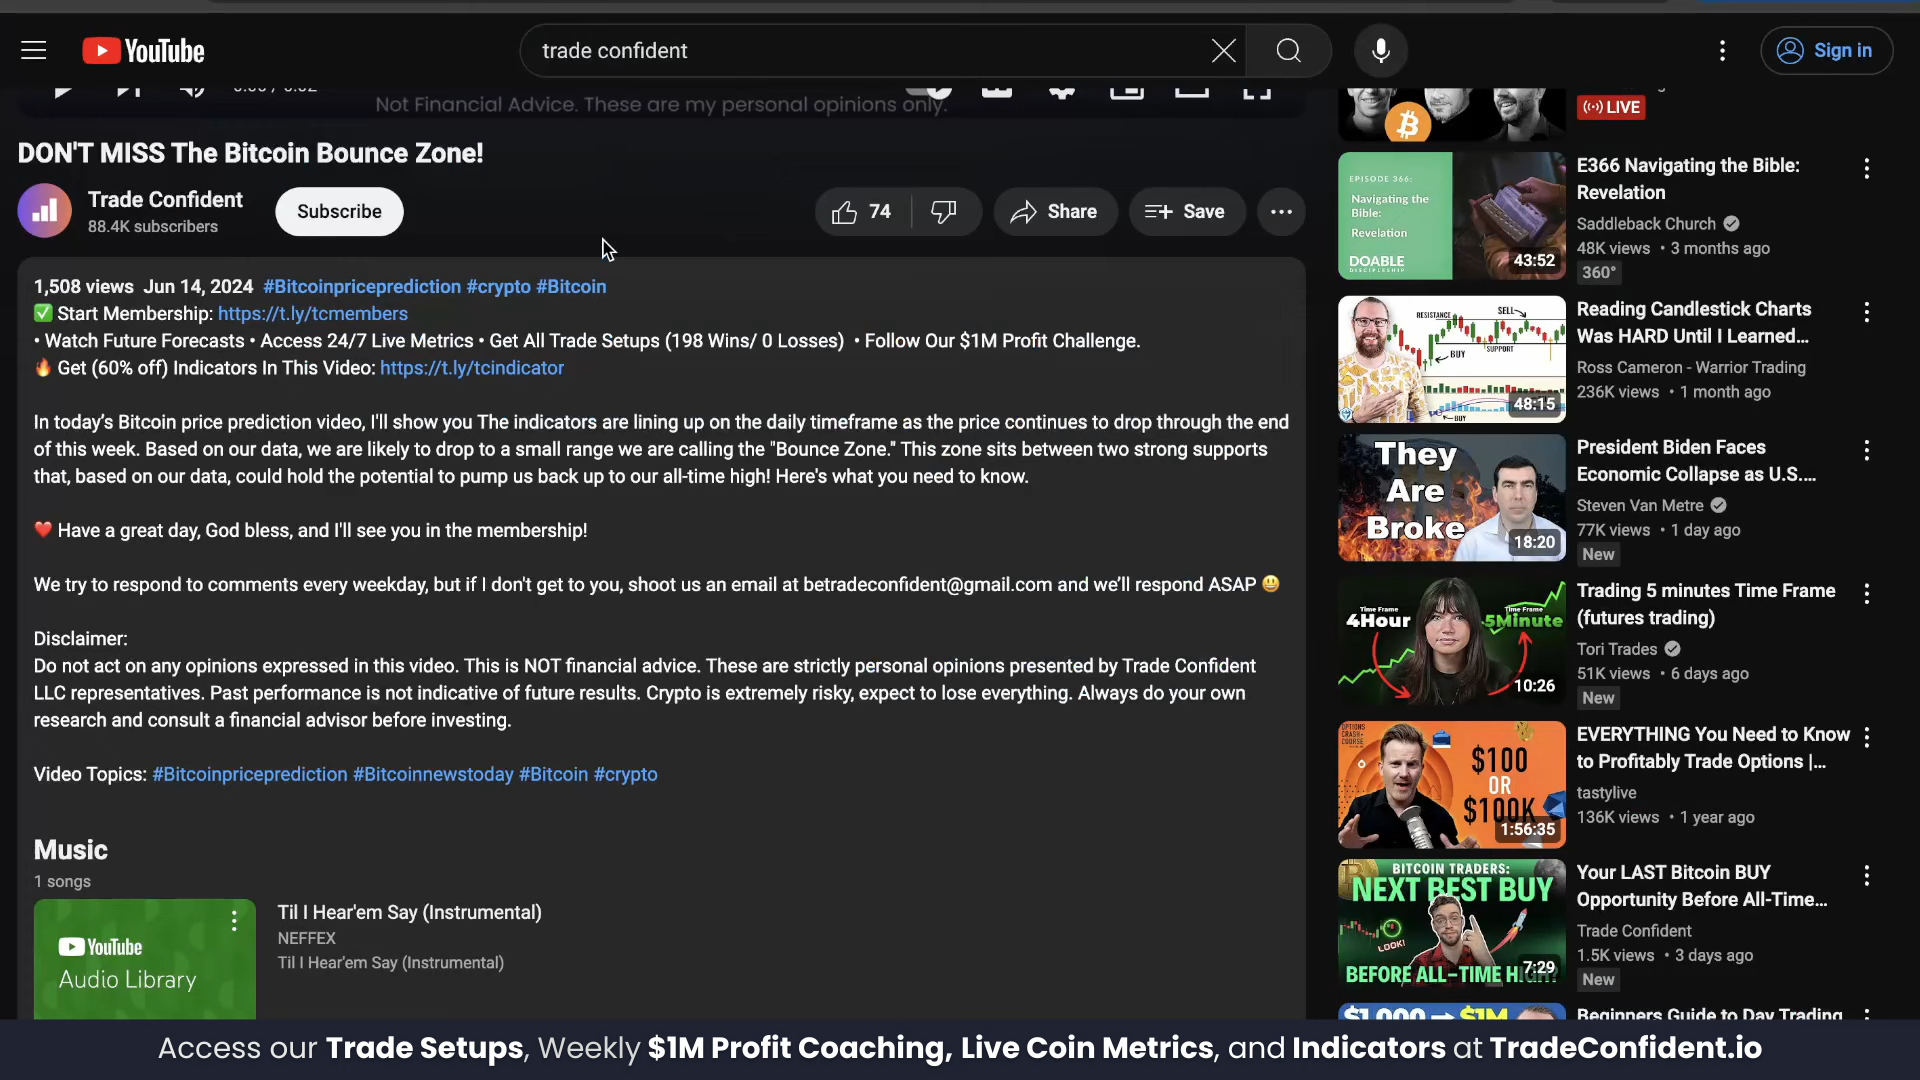 YouTube
trade confident
Sign in
Not Financial Advice. These are my personal opinions only.
DON'T MISS The Bitcoin Bounce Zone!
Trade Confident
88.4K subscribers
Subscribe
74
Share
Save
1,508 views Jun 14, 2024 #Bitcoinpriceprediction #crypto #Bitcoin
✅ Start Membership: https://t.ly/tcmembers
• Watch Future Forecasts • Access 24/7 Live Metrics • Get All Trade Setups (198 Wins/ 0 Losses) • Follow Our $1M Profit Challenge.
🔥 Get (60% off) Indicators In This Video: https://t.ly/tcindicator
In today's Bitcoin price prediction video, I'll show you The indicators are lining up on the daily timeframe as the price continues to drop through the end
of this week. Based on our data, we are likely to drop to a small range we are calling the "Bounce Zone." This zone sits between two strong supports
that, based on our data, could hold the potential to pump us back up to our all-time high! Here's what you need to know.
❤️ Have a great day, God bless, and I'll see you in the membership!
We try to respond to comments every weekday, but if I don't get to you, shoot us an email at betradeconfident@gmail.com and we'll respond ASAP 😃
Disclaimer:
Do not act on any opinions expressed in this video. This is NOT financial advice. These are strictly personal opinions presented by Trade Confident
LLC representatives. Past performance is not indicative of future results. Crypto is extremely risky, expect to lose everything. Always do your own
research and consult a financial advisor before investing.
Video Topics: #Bitcoinpriceprediction #Bitcoinnewstoday #Bitcoin #crypto
Music
1 songs
YouTube
Audio Library
Til I Hear'em Say (Instrumental)
NEFFEX
Til I Hear'em Say (Instrumental)
LIVE
EPISODE 366:
Navigating the
Bible:
Revelation
DOABLE
DISCIPLESHIP
43:52
E366 Navigating the Bible:
Revelation
Saddleback Church
48K views • 3 months ago
360°
RESISTANCE
SELL
BUY
SUPPORT
BUY
48:15
Reading Candlestick Charts
Was HARD Until I Learned...
Ross Cameron - Warrior Trading
236K views • 1 month ago
They
Are
Broke
18:20
President Biden Faces
Economic Collapse as U.S....
Steven Van Metre
77K views • 1 day ago
New
Time Frame
4Hour
Time Frame
5Minute
10:26
Trading 5 minutes Time Frame
(futures trading)
Tori Trades
51K views • 6 days ago
New
OPTIONS
CRASH
COURSE
$100
OR
$100K
1:56:35
EVERYTHING You Need to Know
to Profitably Trade Options |...
tastylive
136K views • 1 year ago
BITCOIN TRADERS:
NEXT BEST BUY
LOOK!
BEFORE ALL-TIME
7:29
Your LAST Bitcoin BUY
Opportunity Before All-Time...
Trade Confident
1.5K views • 3 days ago
New
$1,000 → $1M
Beginners Guide to Day Trading
Access our Trade Setups, Weekly $1M Profit Coaching, Live Coin Metrics, and Indicators at TradeConfident.io